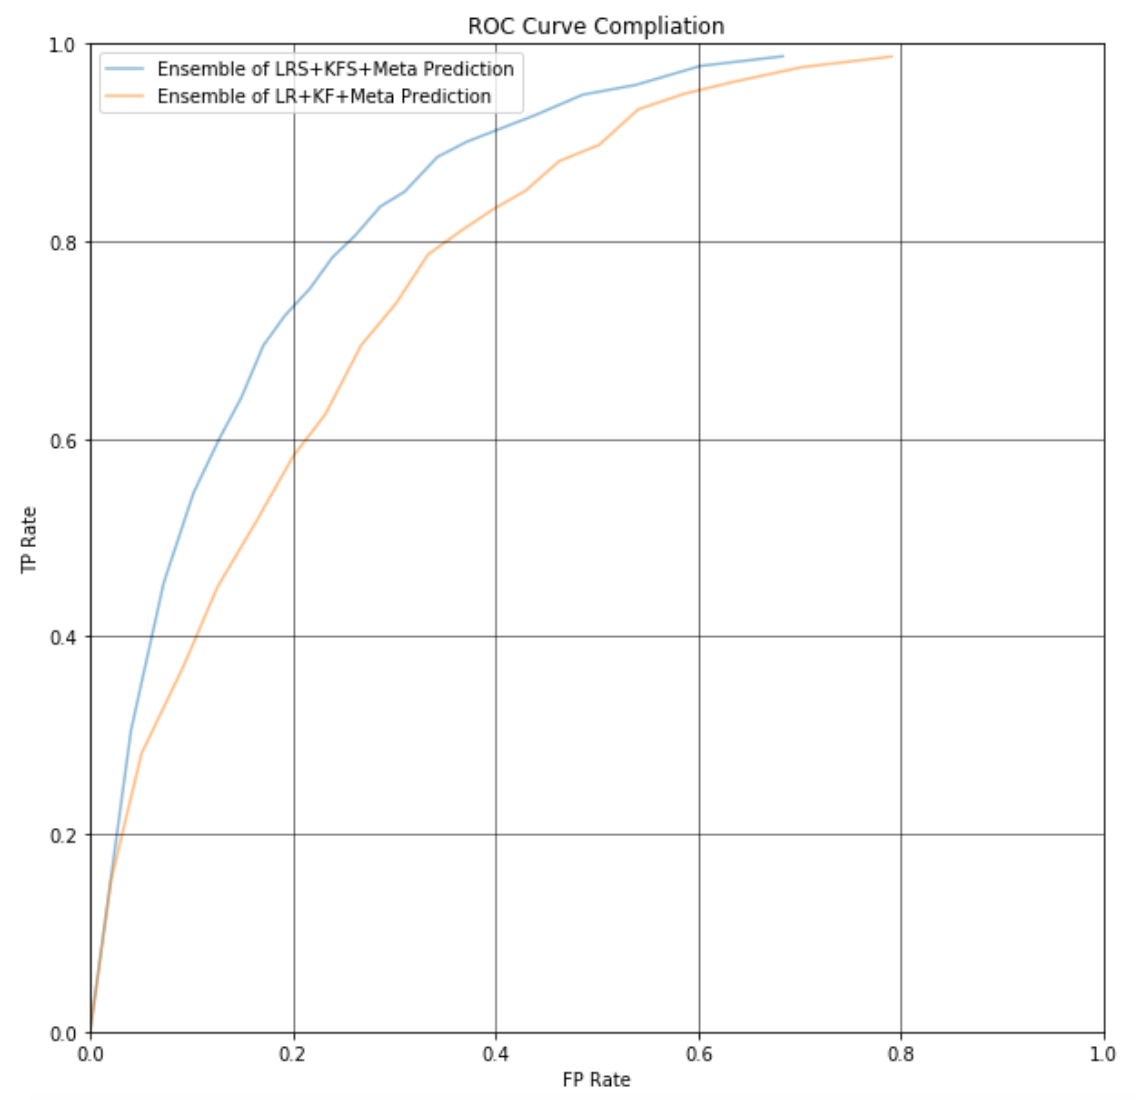 ROC Curve Compliation
Ensemble of LRS+KFS+Meta Prediction
Ensemble of LR+KF+Meta Prediction
1.0
0.8
0.6
0.4
0.2
0.0
TP Rate
0.0 0.2 0.4 0.6 0.8 1.0
FP Rate